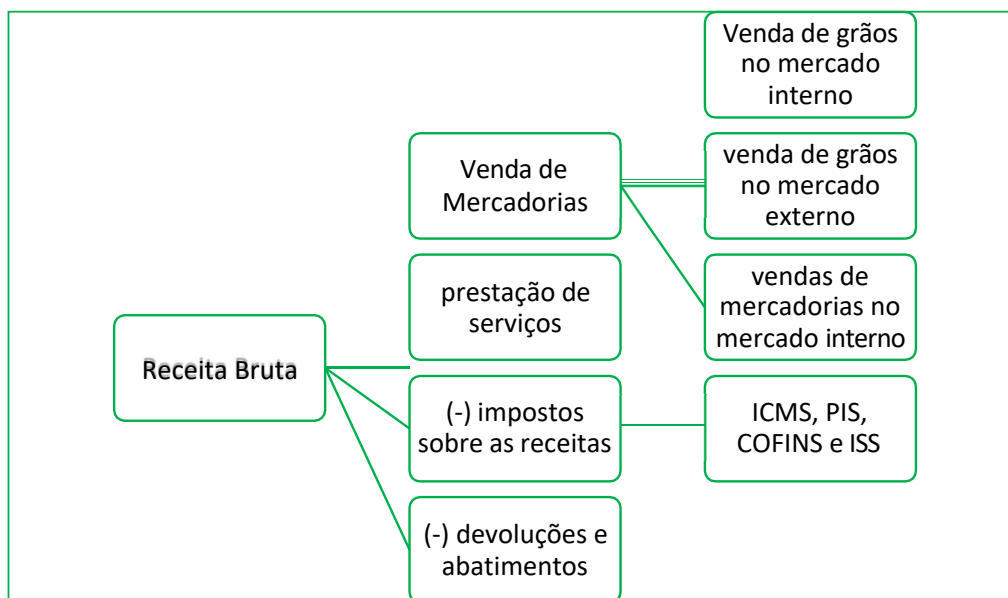 Venda de grãos
no mercado
interno
Venda de
Mercadorias
venda de grãos
no mercado
externo
prestação de
serviços
vendas de
mercadorias no
mercado interno
Receita Bruta
(-) impostos
sobre as receitas
ICMS, PIS,
COFINS e ISS
(-) devoluções e
abatimentos